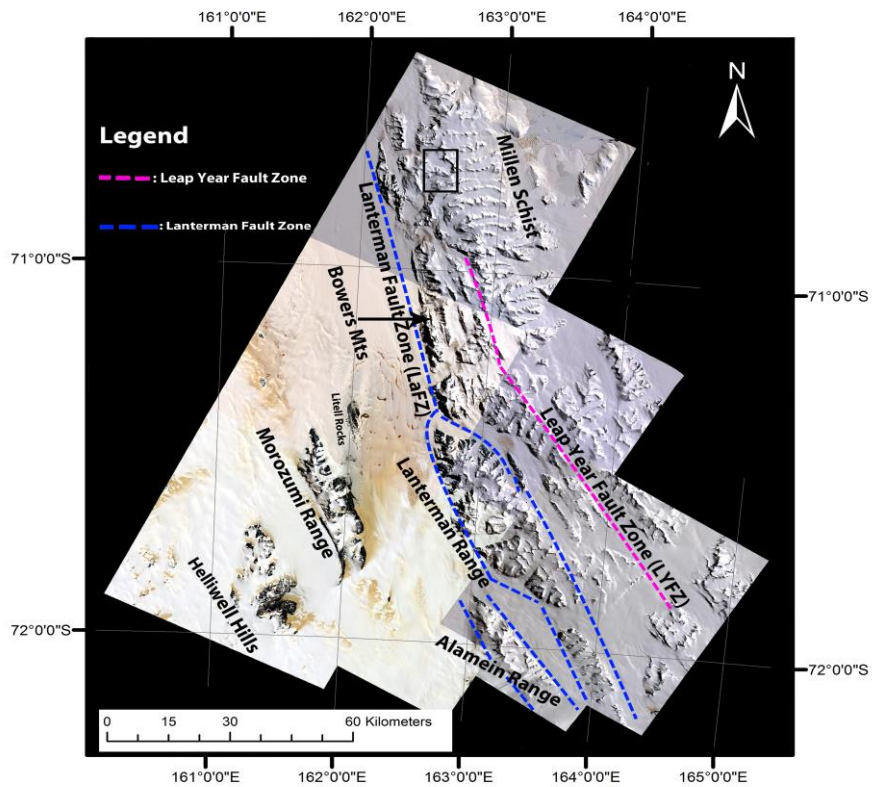 161°0'0"E 162°0'0"E 163°0'0"E 164°0'0"E
N
Legend
: Leap Year Fault Zone
: Lanterman Fault Zone
Millen Schist
Lanterman Fault Zone (LaFZ)
71°0'0"S
71°0'0"S
Bowers Mts
Litell Rocks
Leap Year Fault Zone (LYFZ)
Morozumi Range
Lanterman Range
Helliwell Hills
72°0'0"S
Alamein Range
72°0'0"S
0 15 30 60 Kilometers
161°0'0"E 162°0'0"E 163°0'0"E 164°0'0"E 165°0'0"E